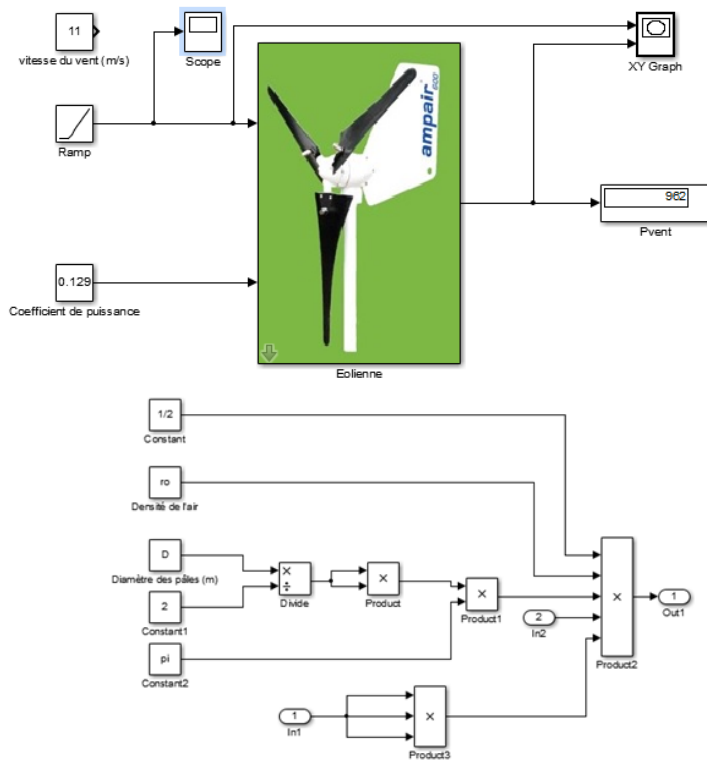 11
vitesse du vent (m/s)
Scope
XY Graph
Ramp
ampair 600
962
Pvent
0.129
Coefficient de puissance
Eolienne
1/2
Constant
ro
Densité de l'air
D
Diamètre des pâles (m)
×
÷
Divide
×
Product
×
Product1
2
Constant1
pi
Constant2
2
In2
×
Product2
1
Out1
1
In1
×
Product3